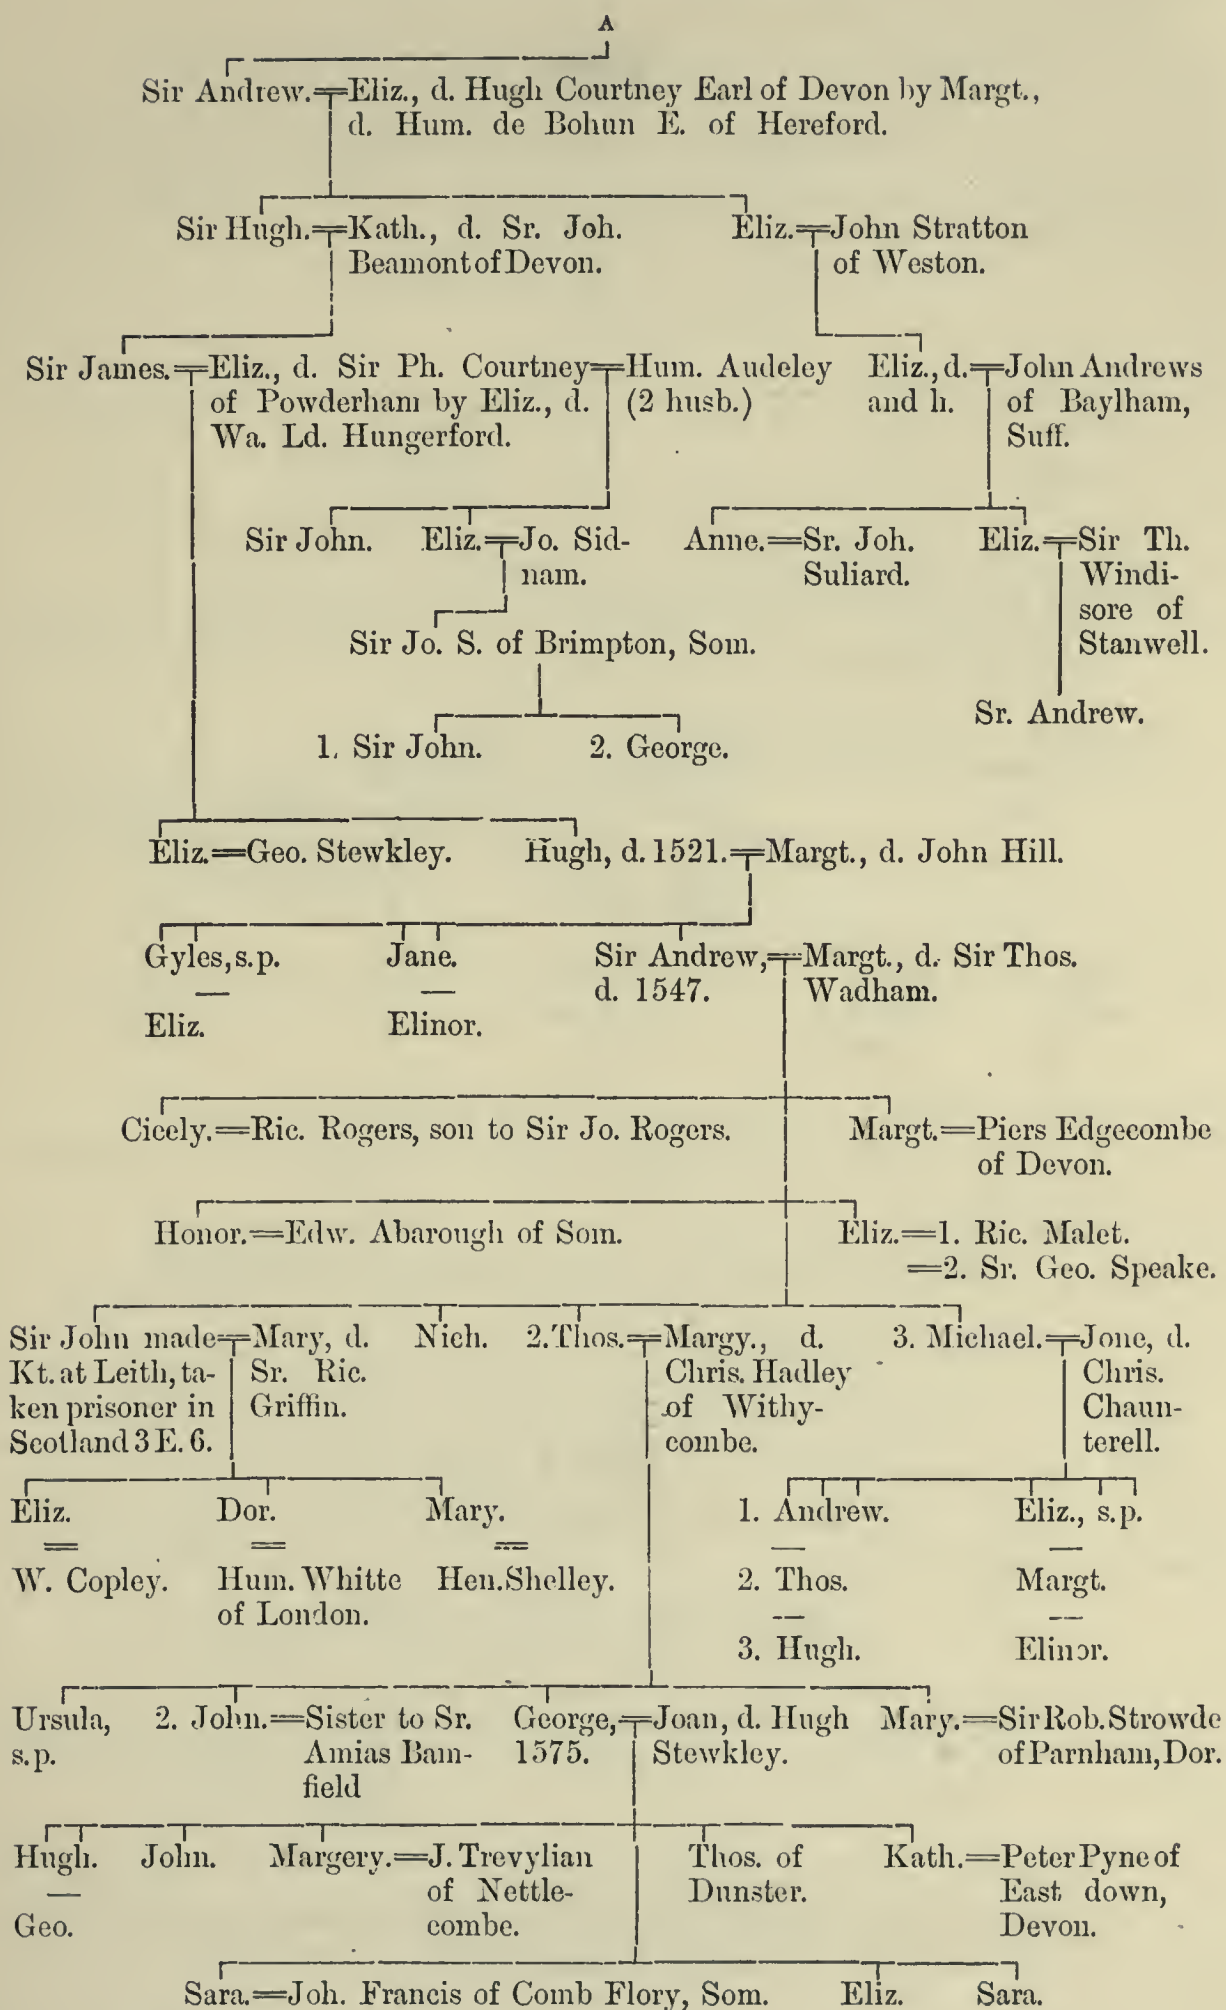 A
Sir Andrew.=Eliz., d. Hugh Courtney Earl of Devon by Margt.,
d. Hum. de Bohun E. of Hereford.
Sir Hugh.=Kath., d. Sr. Joh. Eliz.=John Stratton
Beamont of Devon. of Weston.
Sir James.=Eliz., d. Sir Ph. Courtney=Hum. Audeley Eliz., d.=John Andrews
of Powderham by Eliz., d. (2 husb.) and h. of Baylham,
Wa. Ld. Hungerford. Suff.
Sir John. Eliz.=Jo. Sid- Anne.=Sr. Joh. Eliz.=Sir Th.
nam. Suliard. Windi-
sore of
Sir Jo. S. of Brimpton, Som. Stanwell.
Sr. Andrew.
1. Sir John. 2. George.
Eliz.=Geo. Stewkley. Hugh, d. 1521.=Margt., d. John Hill.
Gyles, s.p. Jane. Sir Andrew,=Margt., d. Sir Thos.
— — d. 1547. Wadham.
Eliz. Elinor.
Cicely.=Ric. Rogers, son to Sir Jo. Rogers. Margt.=Piers Edgecombe
of Devon.
Honor.=Edw. Abarough of Som. Eliz.=1. Ric. Malet.
=2. Sr. Geo. Speake.
Sir John made=Mary, d. Nich. 2. Thos.=Margy., d. 3. Michael.=Jone, d.
Kt. at Leith, ta- Sr. Ric. Chris. Hadley Chris.
ken prisoner in Griffin. of Withy- Chaun-
Scotland 3 E. 6. combe. terell.
Eliz. Dor. Mary. 1. Andrew. Eliz., s.p.
= = = — —
W. Copley. Hum. Whitte Hen. Shelley. 2. Thos. Margt.
of London. — —
3. Hugh. Elinor.
Ursula, 2. John.=Sister to Sr. George,=Joan, d. Hugh Mary.=Sir Rob. Strowde
s.p. Amias Bam- 1575. Stewkley. of Parnham, Dor.
field
Hugh. John. Margery.=J. Trevylian Thos. of Kath.=Peter Pyne of
— of Nettle- Dunster. East down,
Geo. combe. Devon.
Sara.=Joh. Francis of Comb Flory, Som. Eliz. Sara.